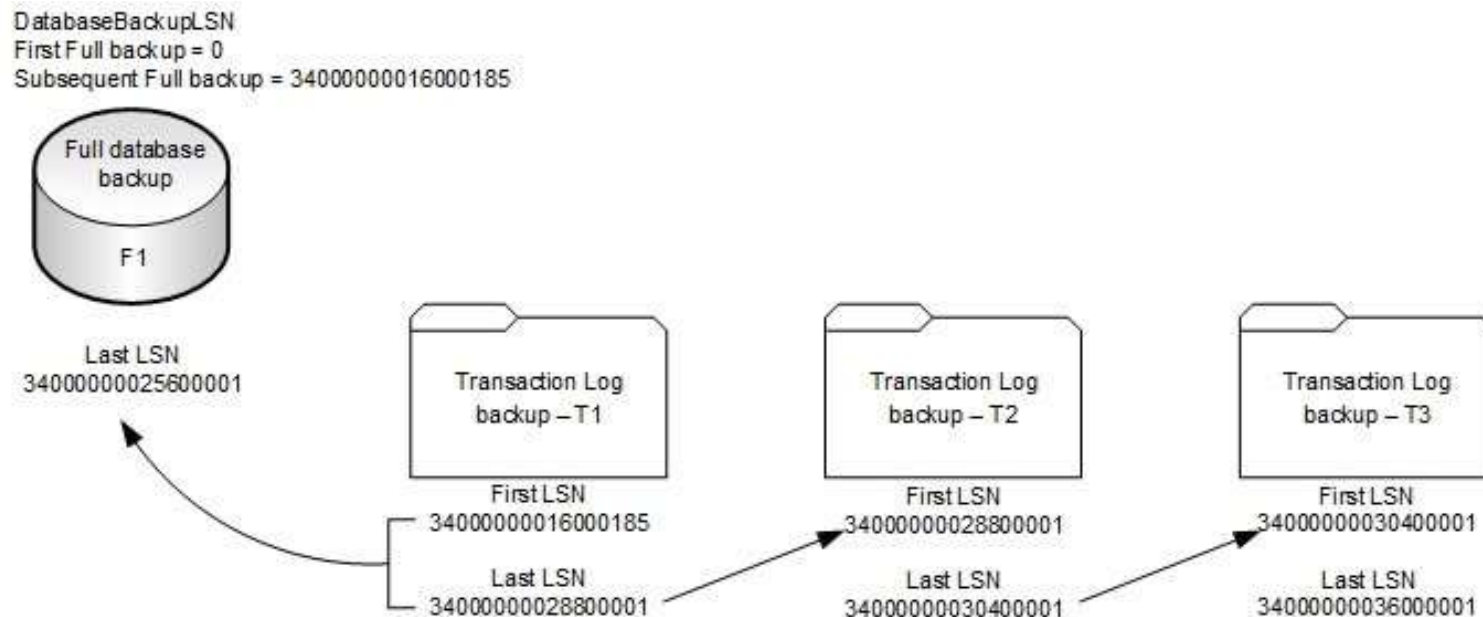 DatabaseBackupLSN
First Full backup = 0
Subsequent Full backup = 34000000016000185
Full database
backup
F1
Last LSN
34000000025600001
Transaction Log
backup – T1
First LSN
34000000016000185
Last LSN
34000000028800001
Transaction Log
backup – T2
First LSN
34000000028800001
Last LSN
34000000030400001
Transaction Log
backup – T3
First LSN
34000000030400001
Last LSN
34000000036000001